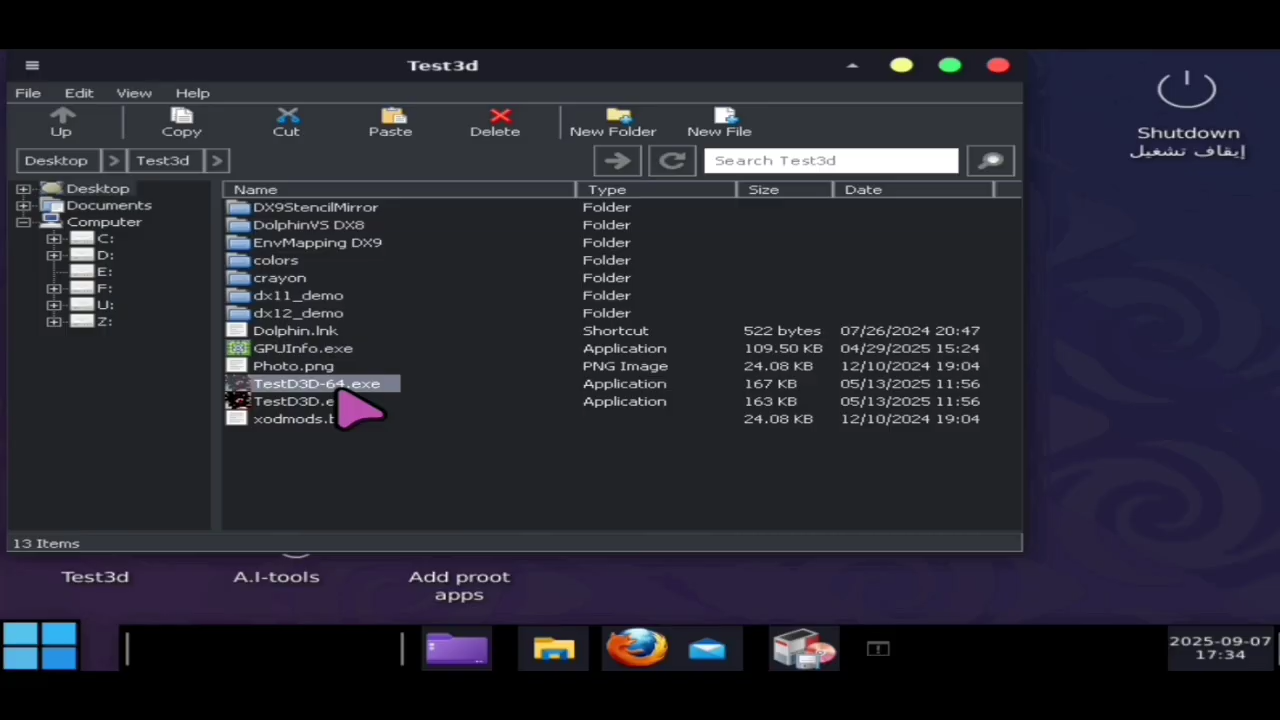 Test3d
File Edit View Help
Up Copy Cut Paste Delete New Folder New File
Desktop > Test3d > Search Test3d
Shutdown
إيقاف تشغيل
Desktop
Documents
Computer
C:
D:
E:
F:
U:
Z:
Name Type Size Date
DX9StencilMirror Folder
DolphinVS DX8 Folder
EnvMapping DX9 Folder
colors Folder
crayon Folder
dx11_demo Folder
dx12_demo Folder
Dolphin.lnk Shortcut 522 bytes 07/26/2024 20:47
GPUInfo.exe Application 109.50 KB 04/29/2025 15:24
Photo.png PNG Image 24.08 KB 12/10/2024 19:04
TestD3D-64.exe Application 167 KB 05/13/2025 11:56
TestD3D.e Application 163 KB 05/13/2025 11:56
xodmods. 24.08 KB 12/10/2024 19:04
13 Items
Test3d A.I-tools Add proot
apps
2025-09-07
17:34